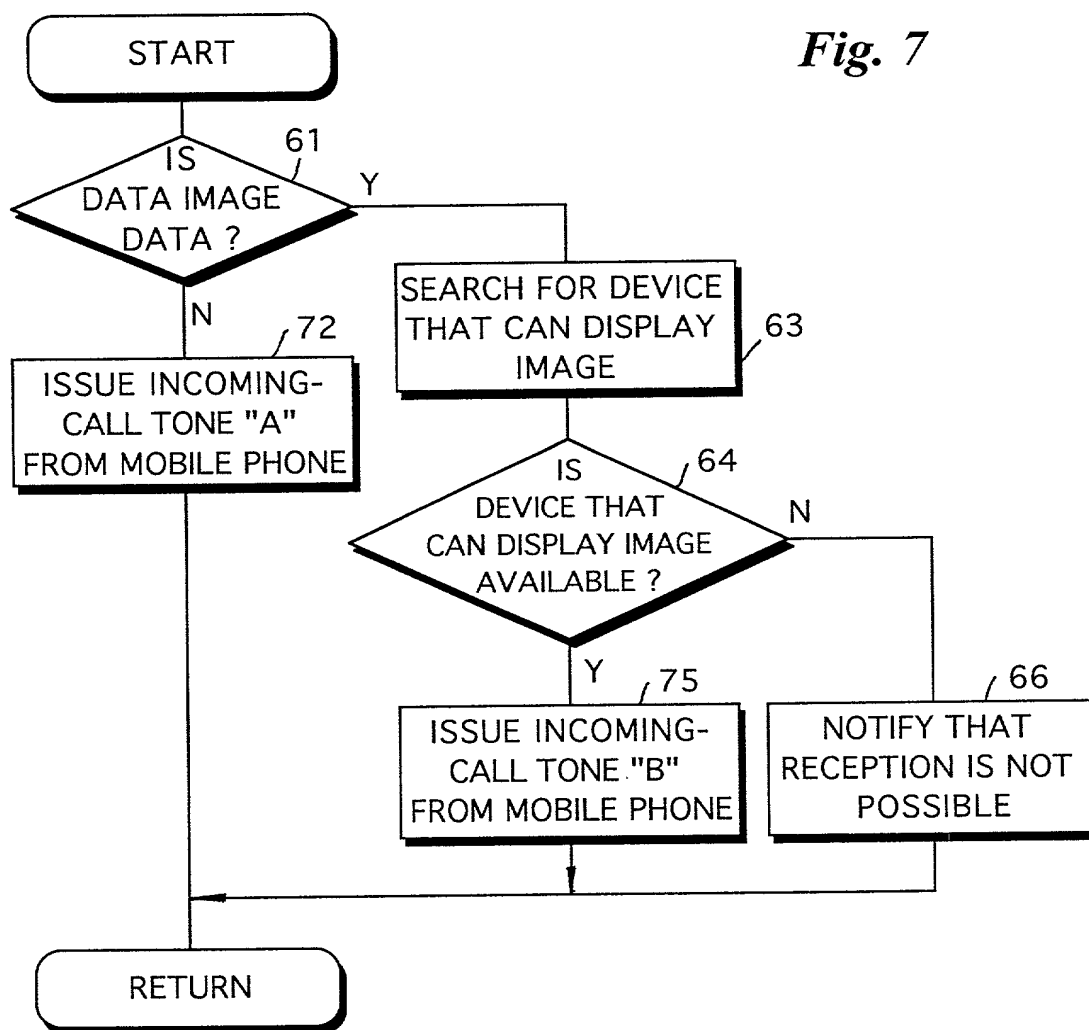 Fig. 7
START
61
IS
DATA IMAGE
DATA ?
Y
N
SEARCH FOR DEVICE
THAT CAN DISPLAY
IMAGE
63
72
ISSUE INCOMING-
CALL TONE "A"
FROM MOBILE PHONE
64
IS
DEVICE THAT
CAN DISPLAY IMAGE
AVAILABLE ?
N
Y
75
ISSUE INCOMING-
CALL TONE "B"
FROM MOBILE PHONE
66
NOTIFY THAT
RECEPTION IS NOT
POSSIBLE
RETURN